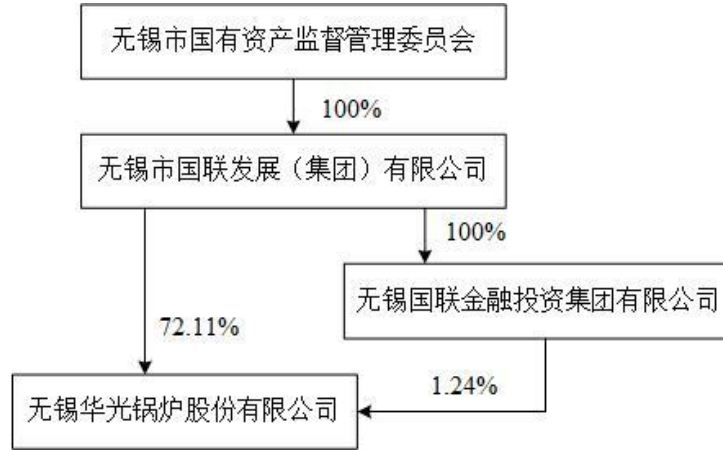 无锡市国有资产监督管理委员会
100%
无锡市国联发展（集团）有限公司
100%
无锡国联金融投资集团有限公司
72.11%
1.24%
无锡华光锅炉股份有限公司